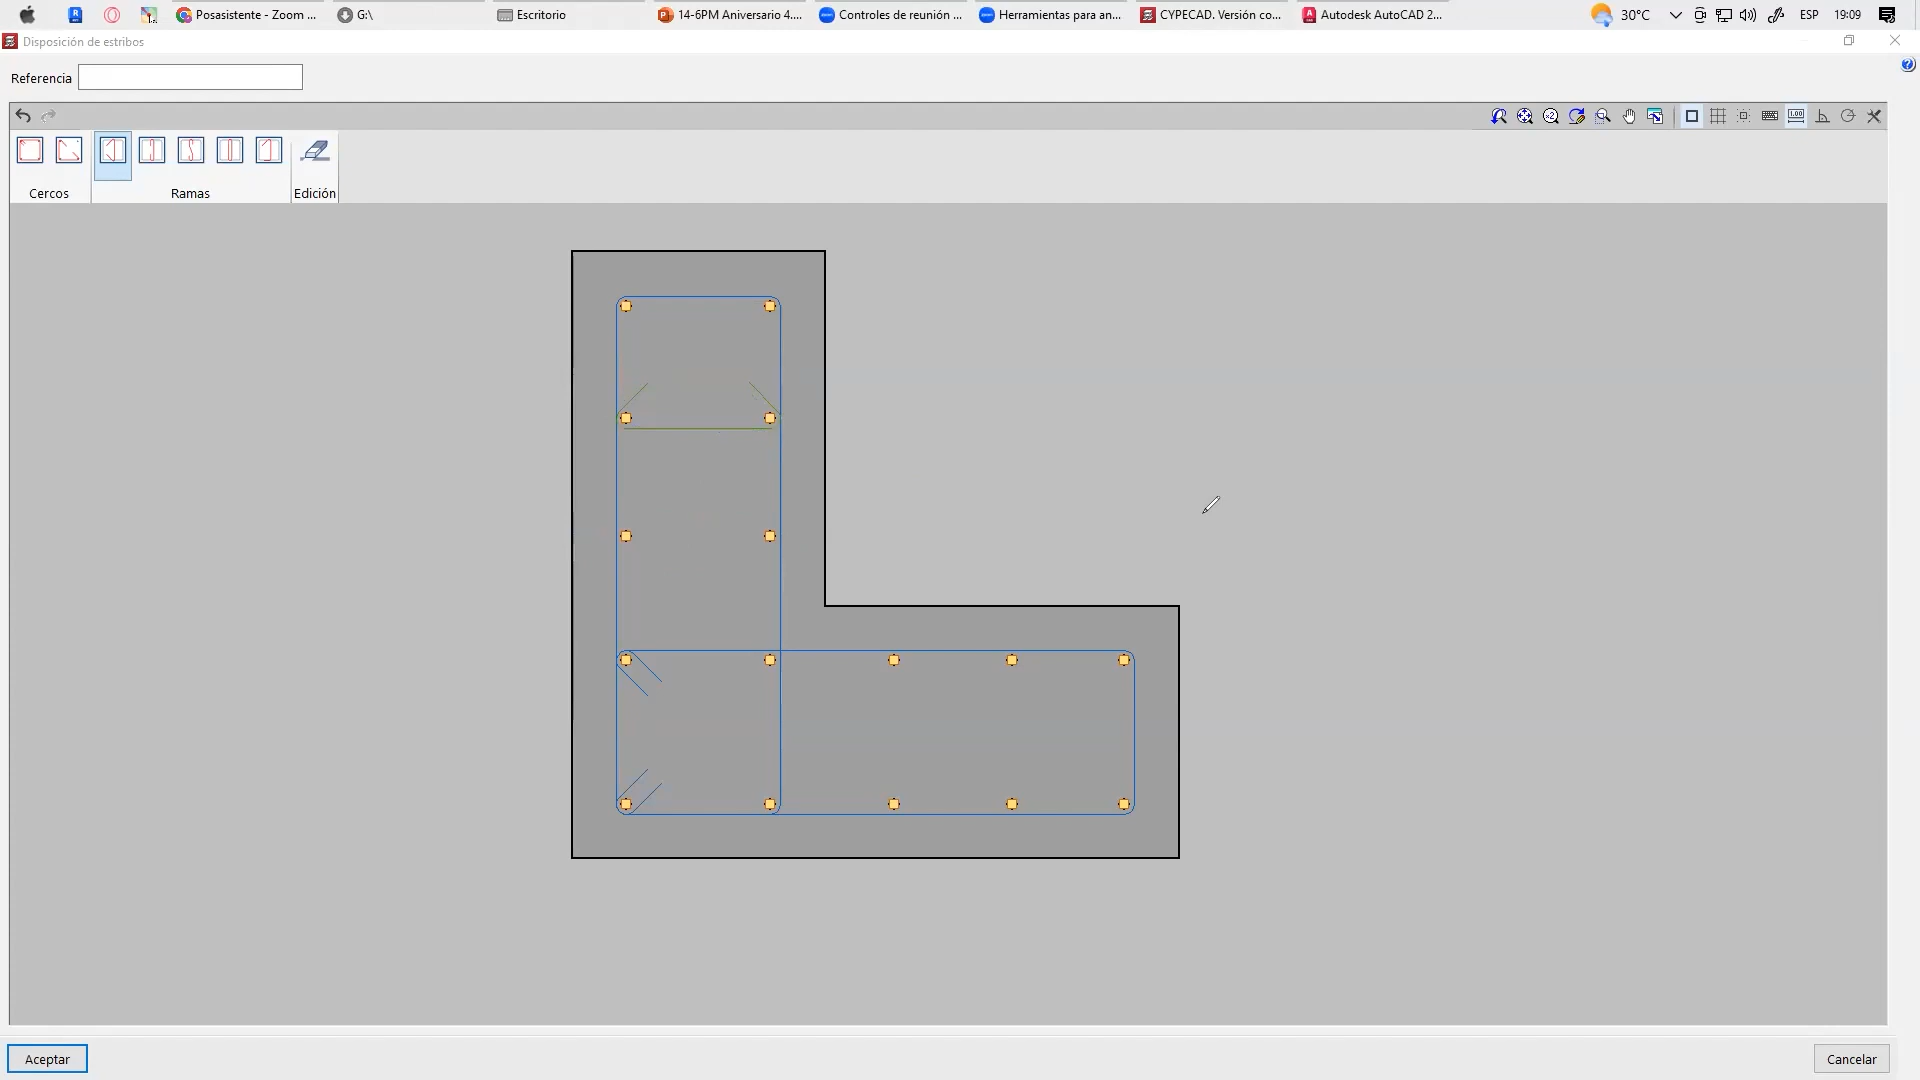 Posasistente - Zoom ...
G:\
Escritorio
14-6PM Aniversario 4....
Controles de reunión ...
Herramientas para an...
CYPECAD. Versión co...
Autodesk AutoCAD 2...
30°C
ESP
19:09
Disposición de estribos
Referencia
Cercos
Ramas
Edición
Aceptar
Cancelar